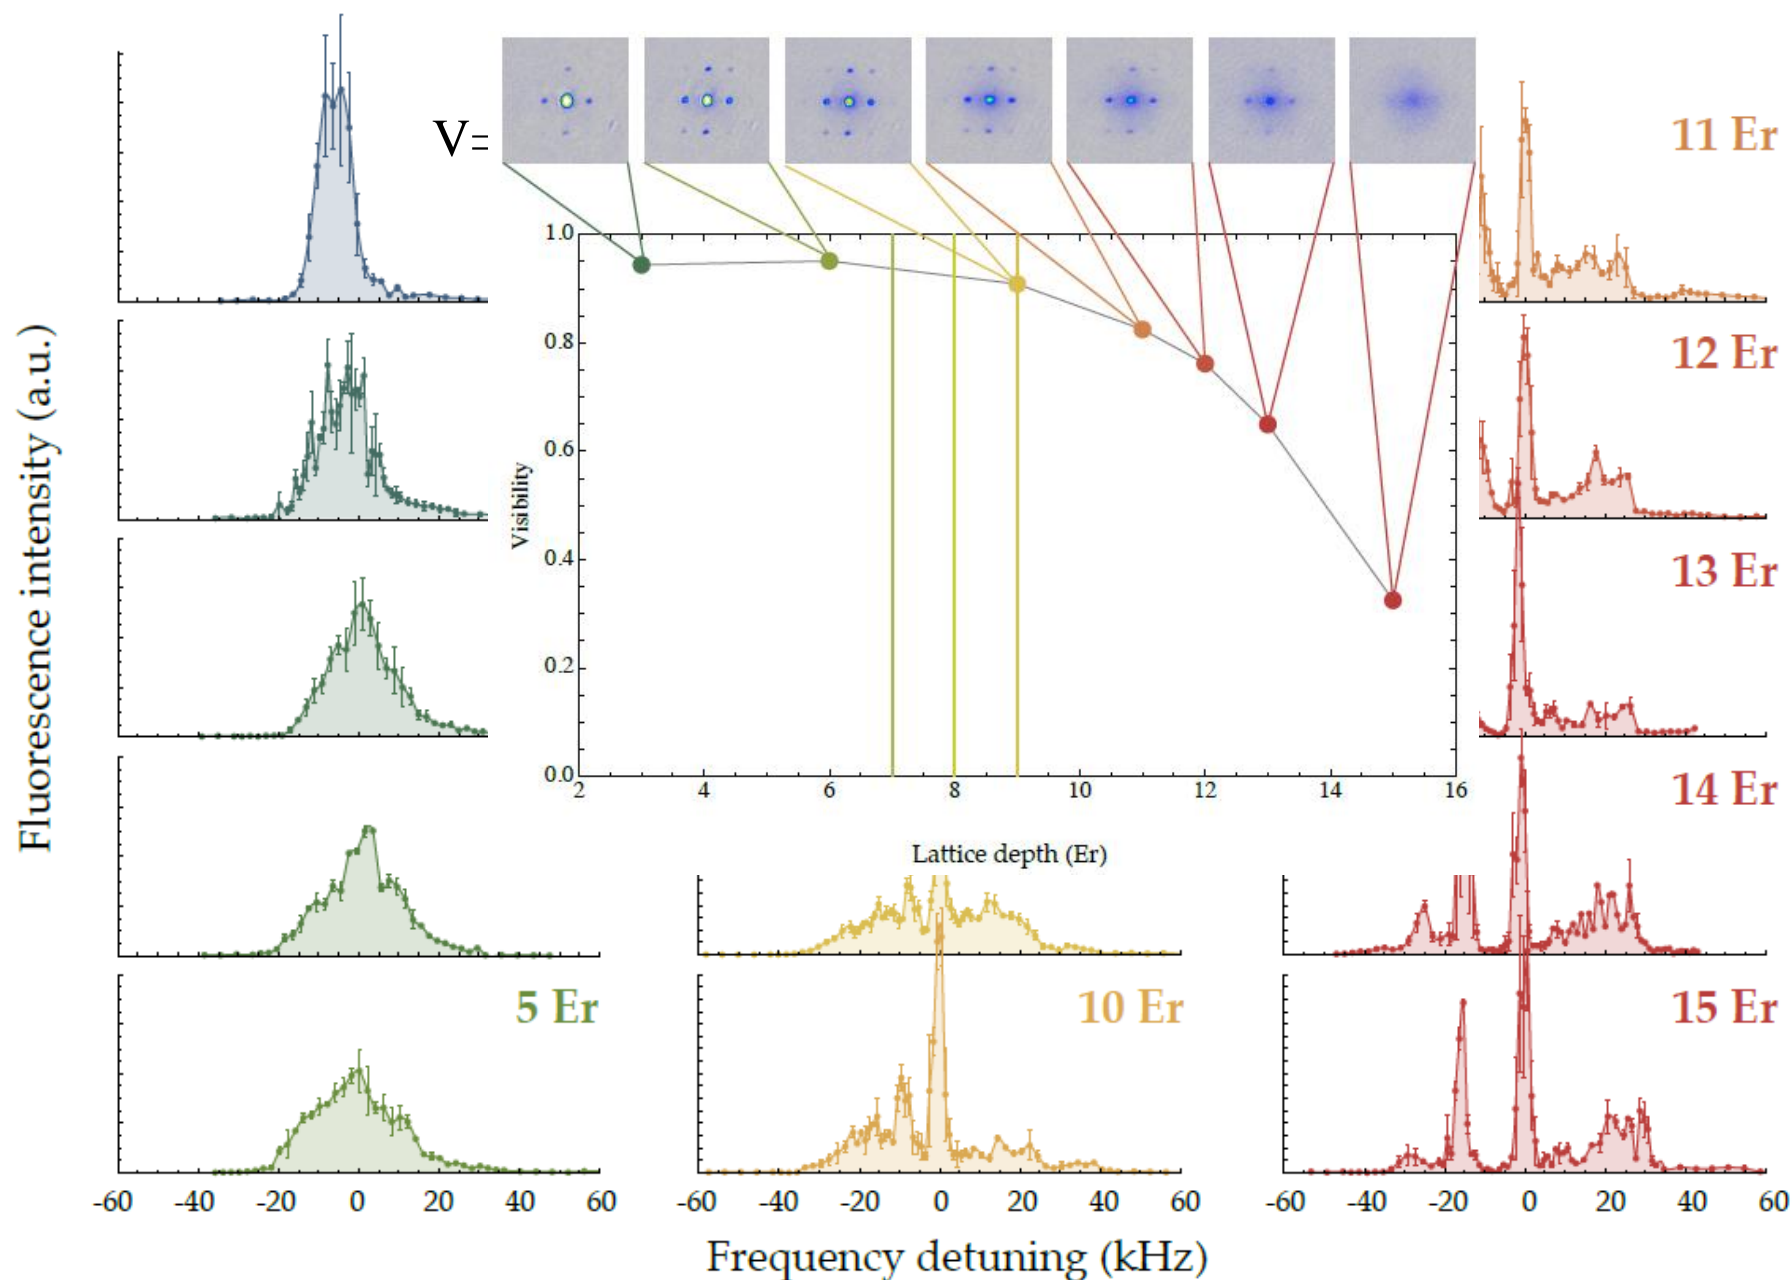 V=
11 Er
12 Er
13 Er
14 Er
5 Er
10 Er
15 Er
Fluorescence intensity (a.u.)
Visibility
1.0
0.8
0.6
0.4
0.2
0.0
2 4 6 8 10 12 14 16
Lattice depth (Er)
-60 -40 -20 0 20 40 60
-60 -40 -20 0 20 40 60
-60 -40 -20 0 20 40 60
Frequency detuning (kHz)